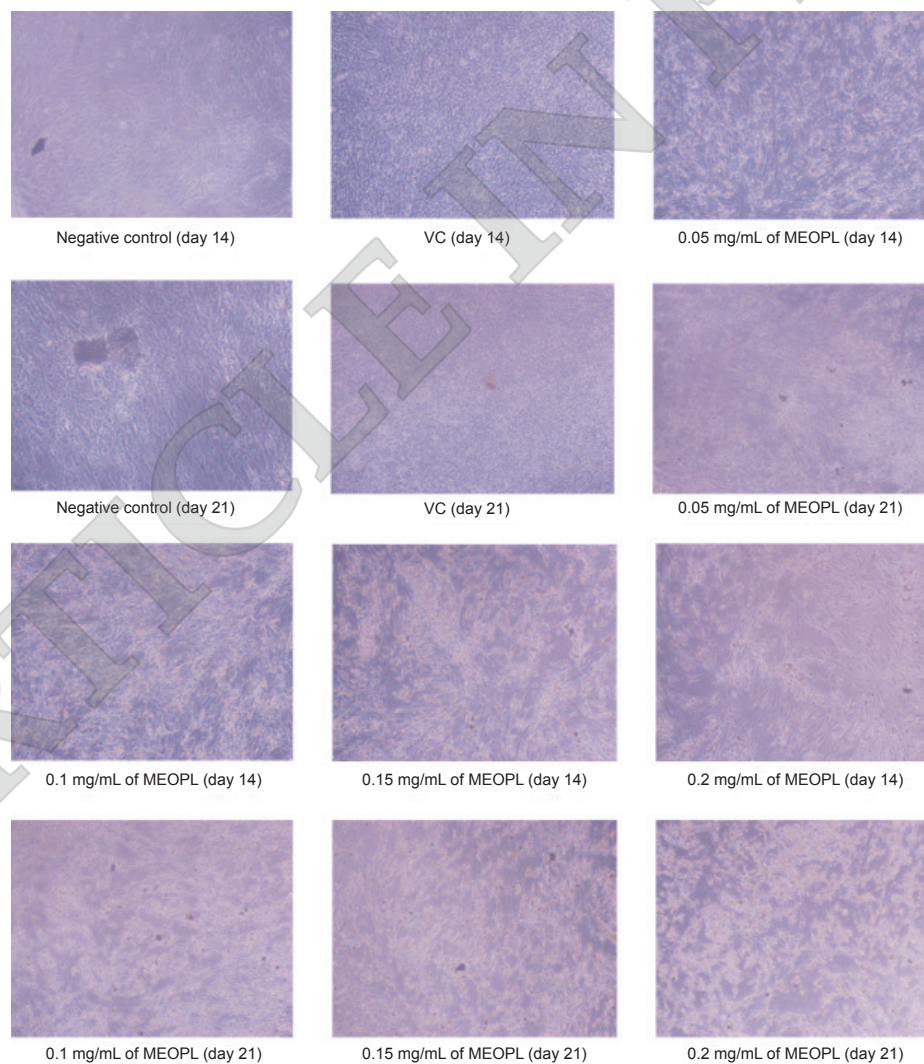 Negative control (day 14)
VC (day 14)
0.05 mg/mL of MEOPL (day 14)
Negative control (day 21)
VC (day 21)
0.05 mg/mL of MEOPL (day 21)
0.1 mg/mL of MEOPL (day 14)
0.15 mg/mL of MEOPL (day 14)
0.2 mg/mL of MEOPL (day 14)
0.1 mg/mL of MEOPL (day 21)
0.15 mg/mL of MEOPL (day 21)
0.2 mg/mL of MEOPL (day 21)
ARTICLE IN